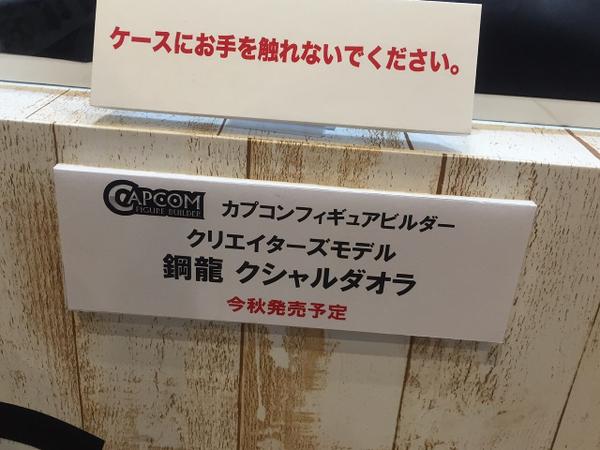 ケースにお手を触れないでください。
CAPCOM FIGURE BUILDER カプコンフィギュアビルダー
クリエイターズモデル
鋼龍 クシャルダオラ
今秋発売予定